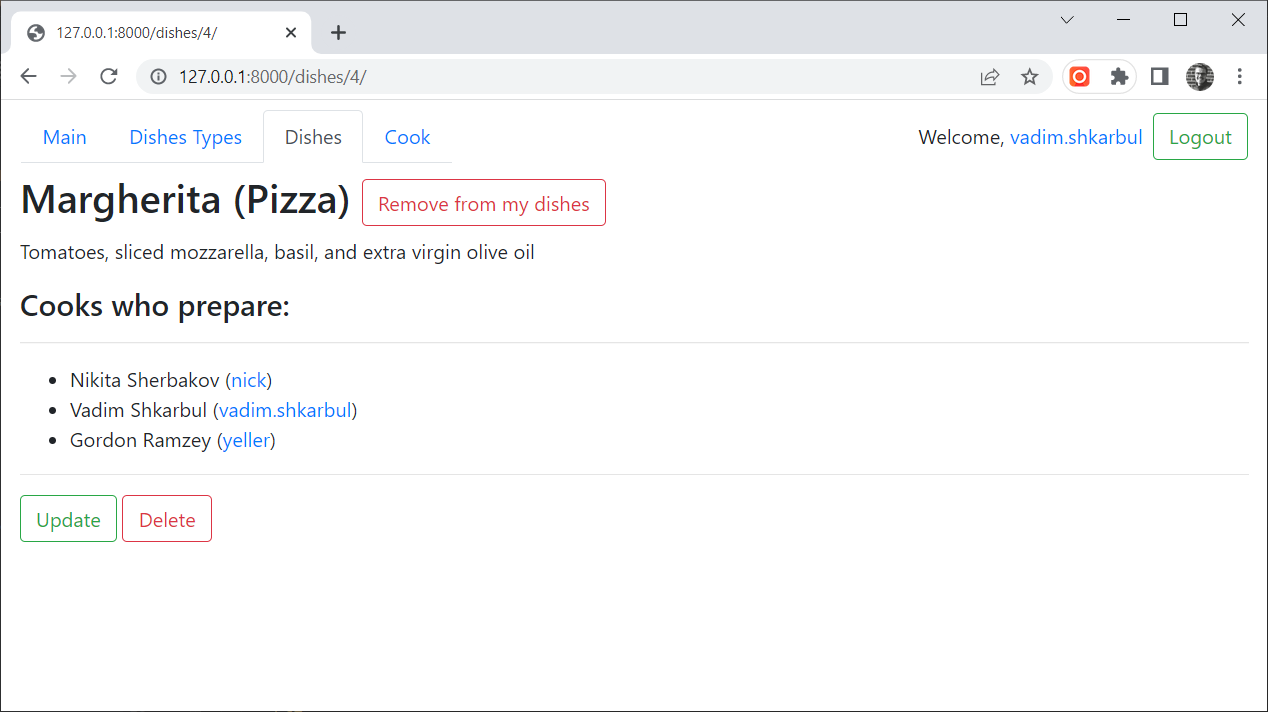 127.0.0.1:8000/dishes/4/
127.0.0.1:8000/dishes/4/
Main Dishes Types Dishes Cook Welcome, vadim.shkarbul Logout
Margherita (Pizza) Remove from my dishes
Tomatoes, sliced mozzarella, basil, and extra virgin olive oil
Cooks who prepare:
• Nikita Sherbakov (nick)
• Vadim Shkarbul (vadim.shkarbul)
• Gordon Ramzey (yeller)
Update Delete